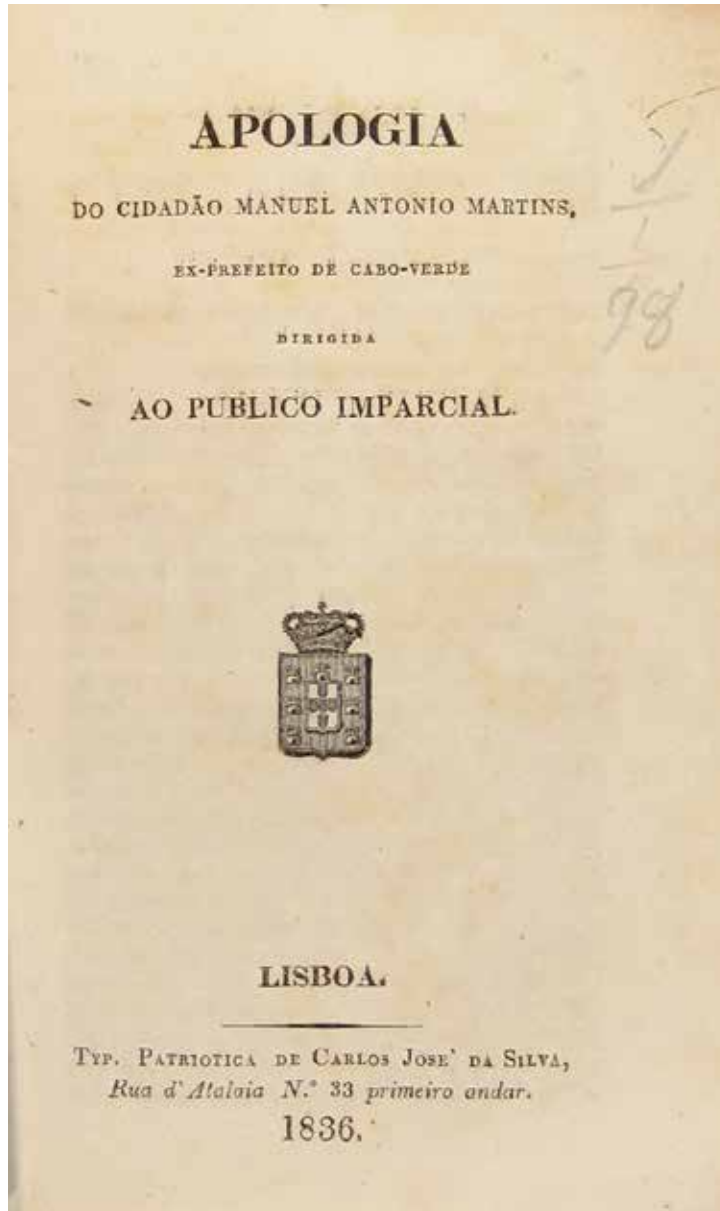 APOLOGIA
DO CIDADÃO MANUEL ANTONIO MARTINS,
EX-PREFEITO DE CABO-VERDE
DIRIGIDA
AO PUBLICO IMPARCIAL.
98
LISBOA.
TYP. PATRIOTICA DE CARLOS JOSE' DA SILVA,
Rua d'Atalaia N.º 33 primeiro andar.
1836.